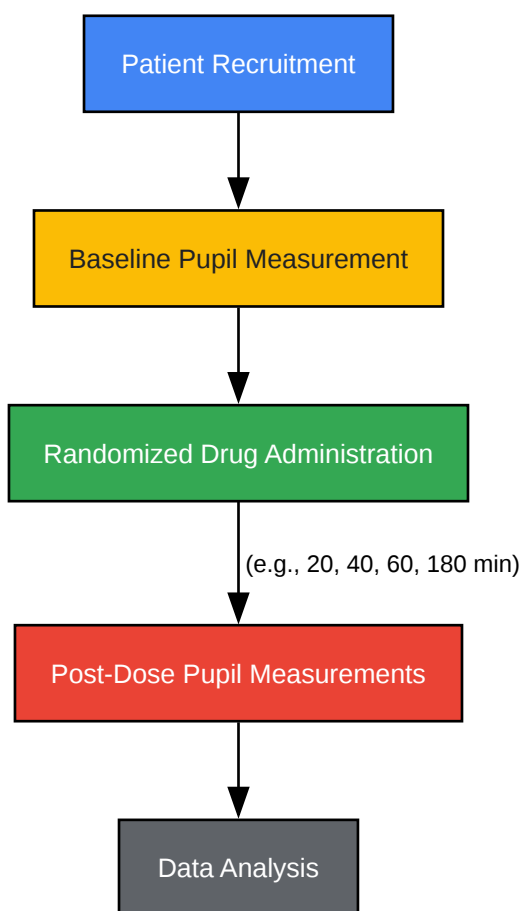 Patient Recruitment
Baseline Pupil Measurement
Randomized Drug Administration
(e.g., 20, 40, 60, 180 min)
Post-Dose Pupil Measurements
Data Analysis